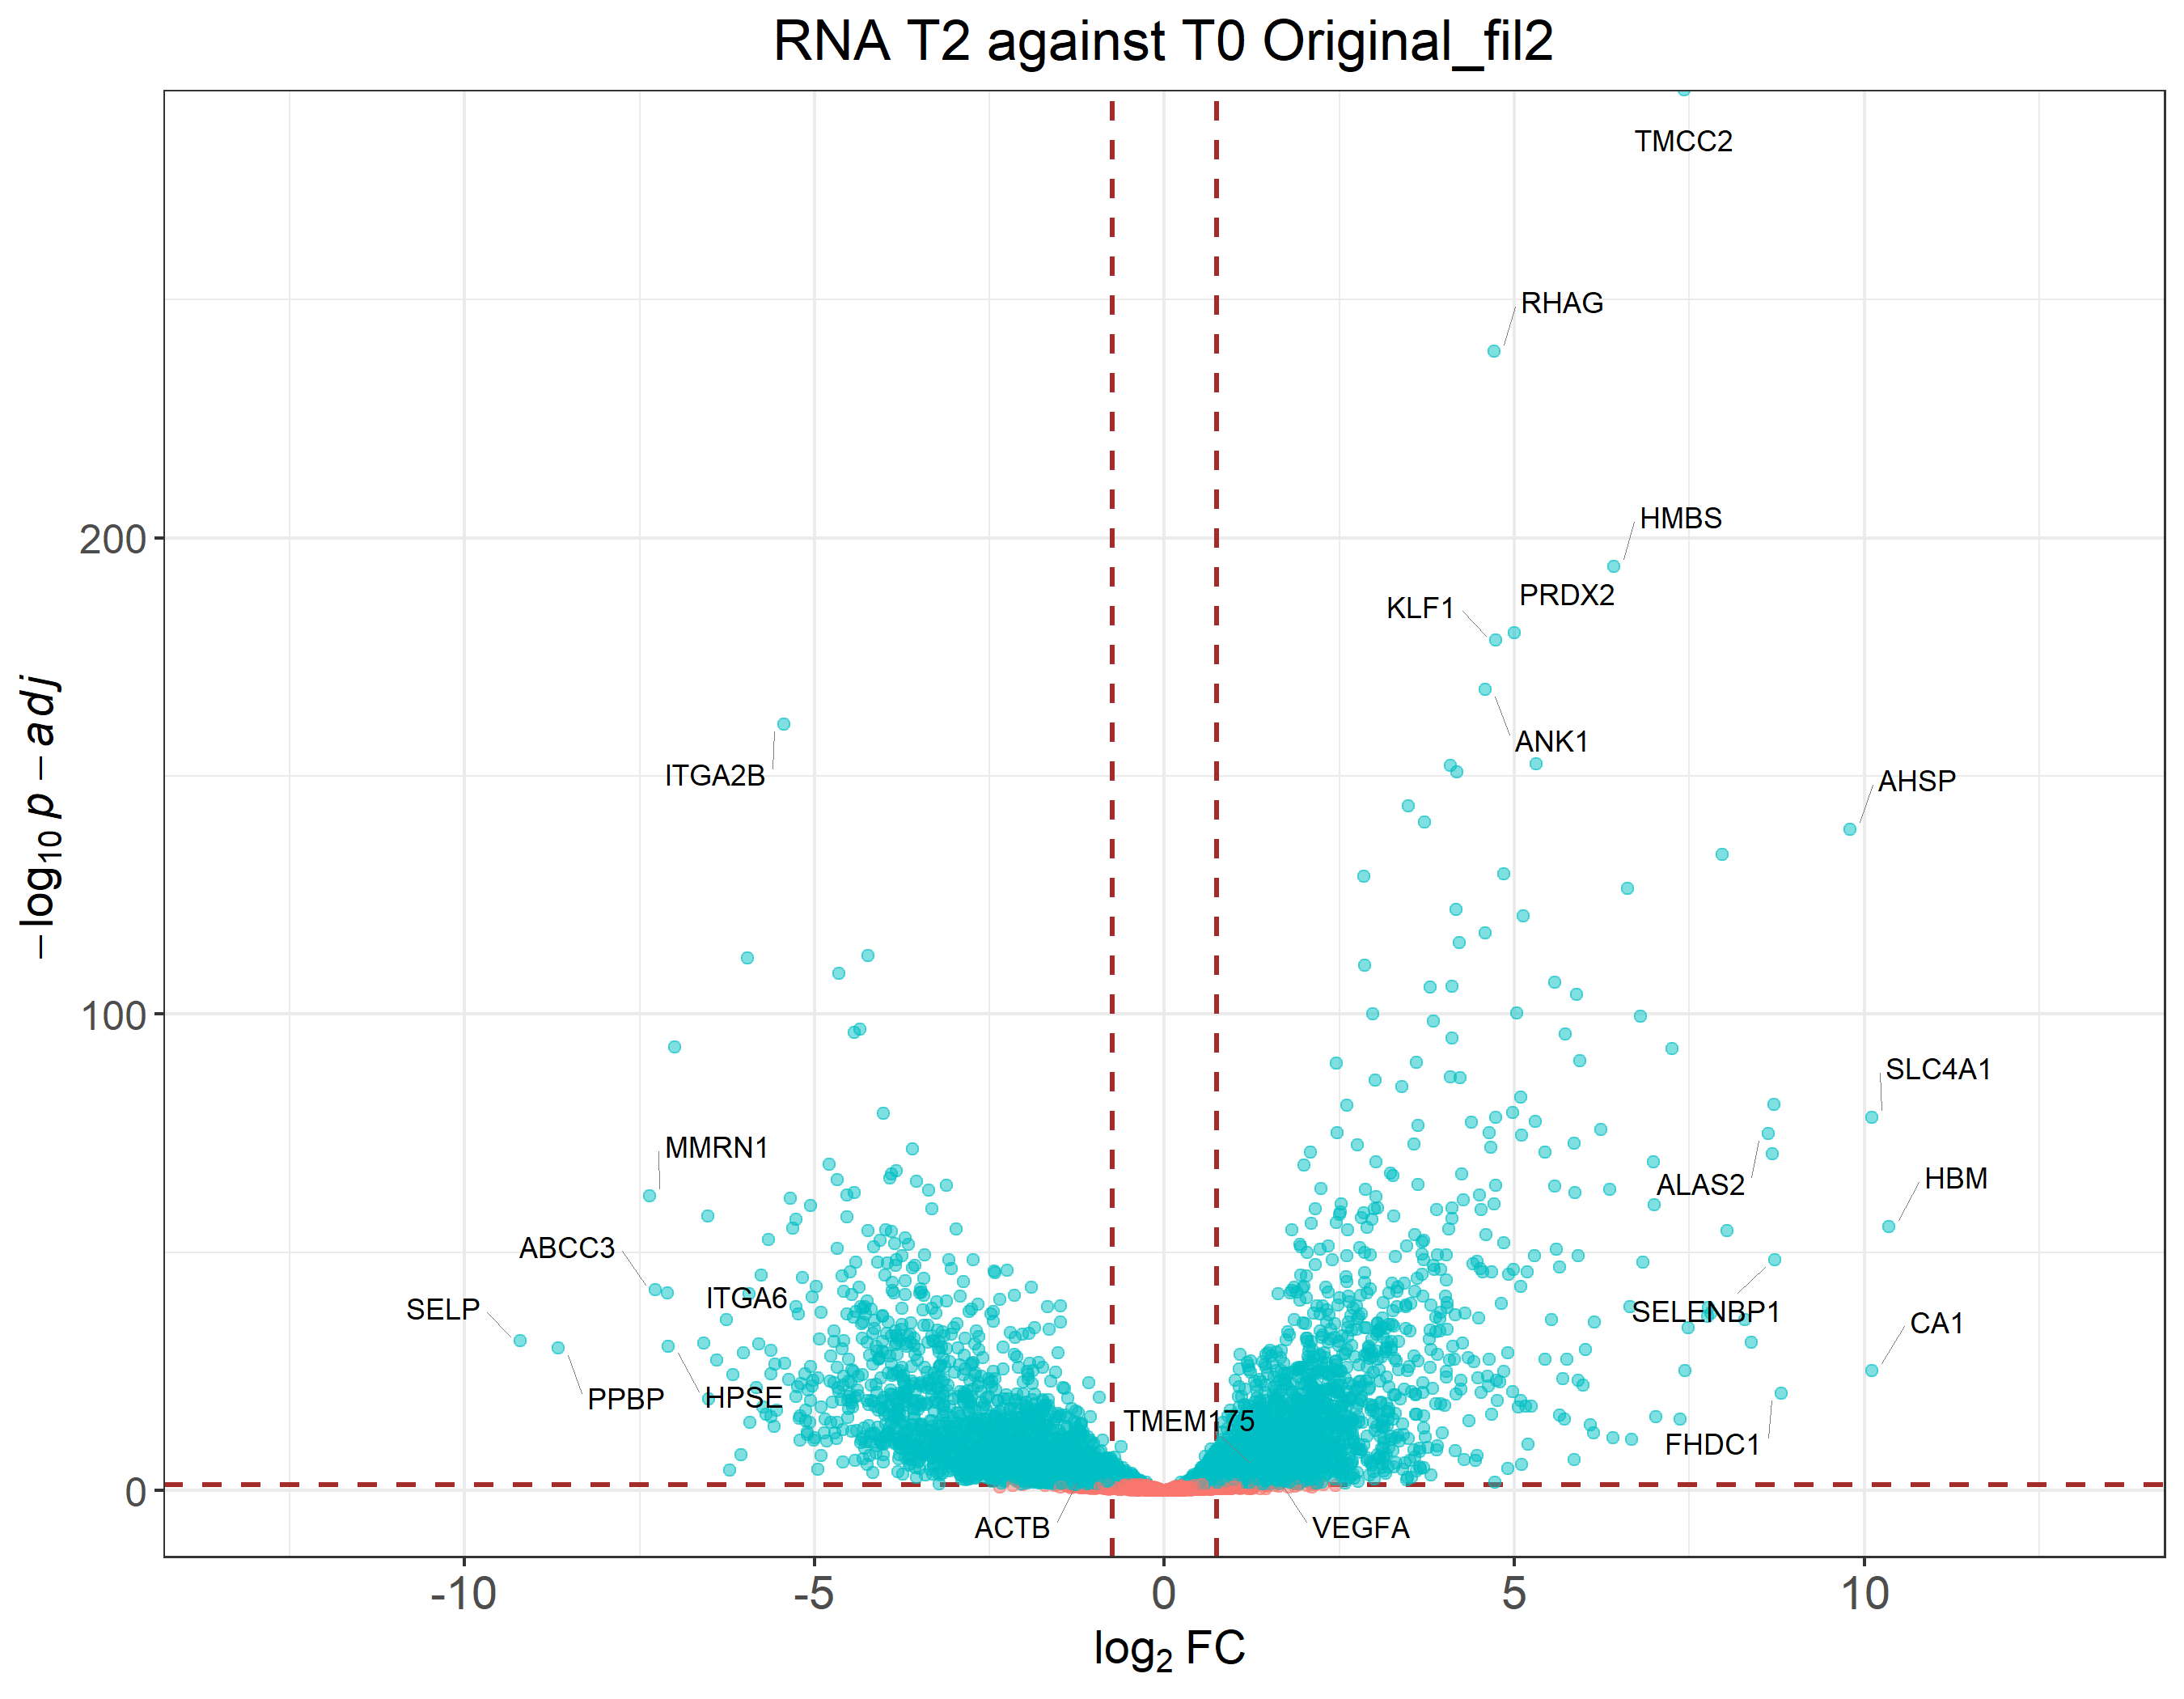 RNA T2 against T0 Original_fil2
TMCC2
RHAG
HMBS
200
PRDX2
KLF1
ANK1
ITGA2B
AHSP
−log10 p − adj
100
SLC4A1
MMRN1
HBM
ALAS2
ABCC3
ITGA6
SELP
SELENBP1
CA1
HPSE
PPBP
TMEM175
FHDC1
0
ACTB
VEGFA
-10 -5 0 5 10
log2 FC